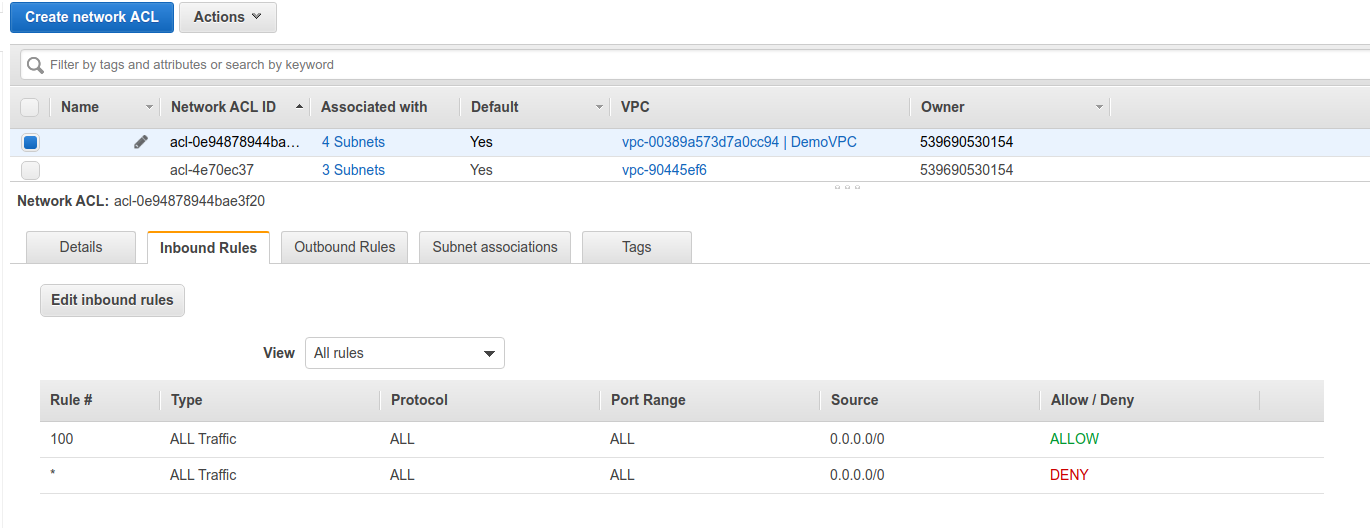 Create network ACL Actions
Filter by tags and attributes or search by keyword
Name Network ACL ID Associated with Default VPC Owner
acl-0e94878944ba... 4 Subnets Yes vpc-00389a573d7a0cc94 | DemoVPC 539690530154
acl-4e70ec37 3 Subnets Yes vpc-90445ef6 539690530154
Network ACL: acl-0e94878944bae3f20
Details Inbound Rules Outbound Rules Subnet associations Tags
Edit inbound rules
View All rules
Rule # Type Protocol Port Range Source Allow / Deny
100 ALL Traffic ALL ALL 0.0.0.0/0 ALLOW
* ALL Traffic ALL ALL 0.0.0.0/0 DENY